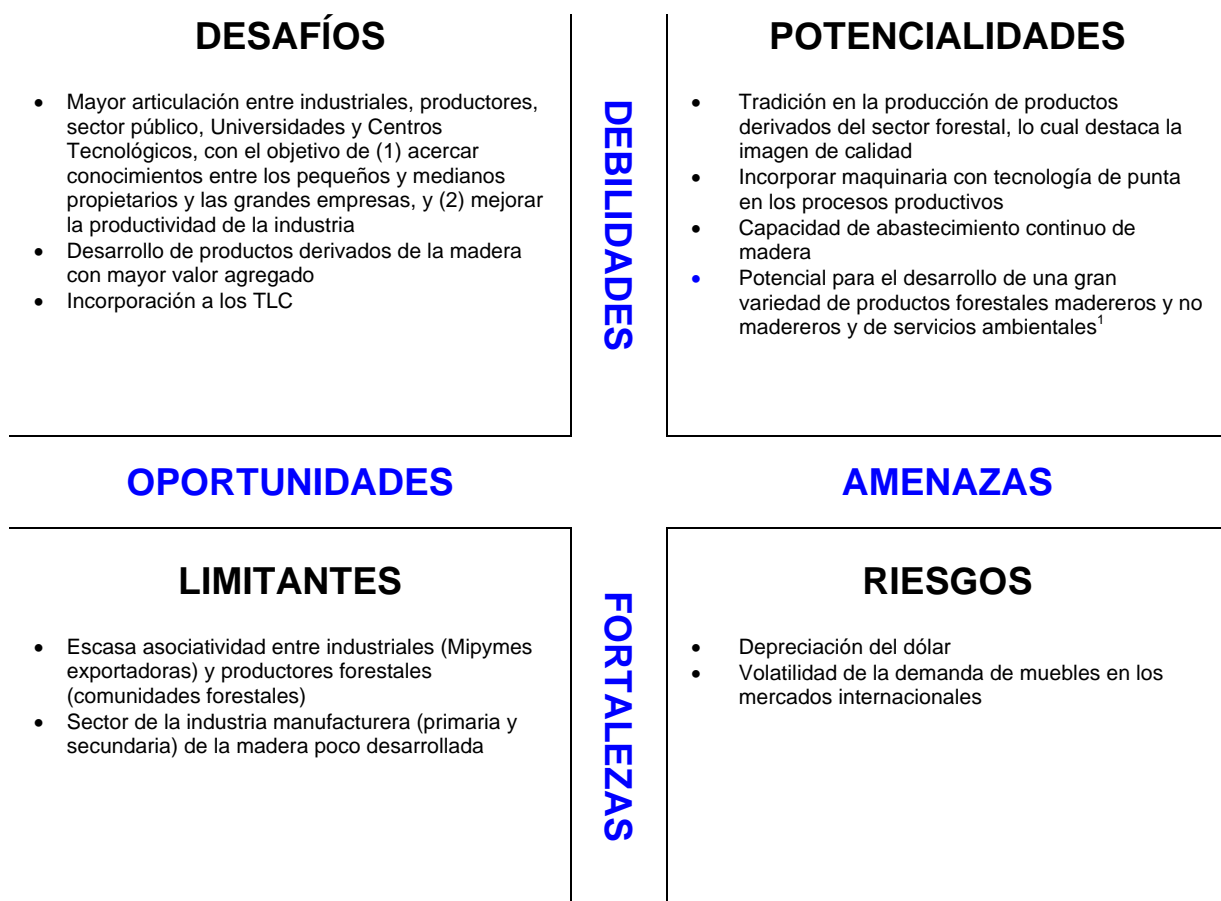 DESAFÍOS
• Mayor articulación entre industriales, productores,
sector público, Universidades y Centros
Tecnológicos, con el objetivo de (1) acercar
conocimientos entre los pequeños y medianos
propietarios y las grandes empresas, y (2) mejorar
la productividad de la industria
• Desarrollo de productos derivados de la madera
con mayor valor agregado
• Incorporación a los TLC
DEBILIDADES
POTENCIALIDADES
• Tradición en la producción de productos
derivados del sector forestal, lo cual destaca la
imagen de calidad
• Incorporar maquinaria con tecnología de punta
en los procesos productivos
• Capacidad de abastecimiento continuo de
madera
• Potencial para el desarrollo de una gran
variedad de productos forestales madereros y no
madereros y de servicios ambientales¹
OPORTUNIDADES
AMENAZAS
LIMITANTES
• Escasa asociatividad entre industriales (Mipymes
exportadoras) y productores forestales
(comunidades forestales)
• Sector de la industria manufacturera (primaria y
secundaria) de la madera poco desarrollada
FORTALEZAS
RIESGOS
• Depreciación del dólar
• Volatilidad de la demanda de muebles en los
mercados internacionales